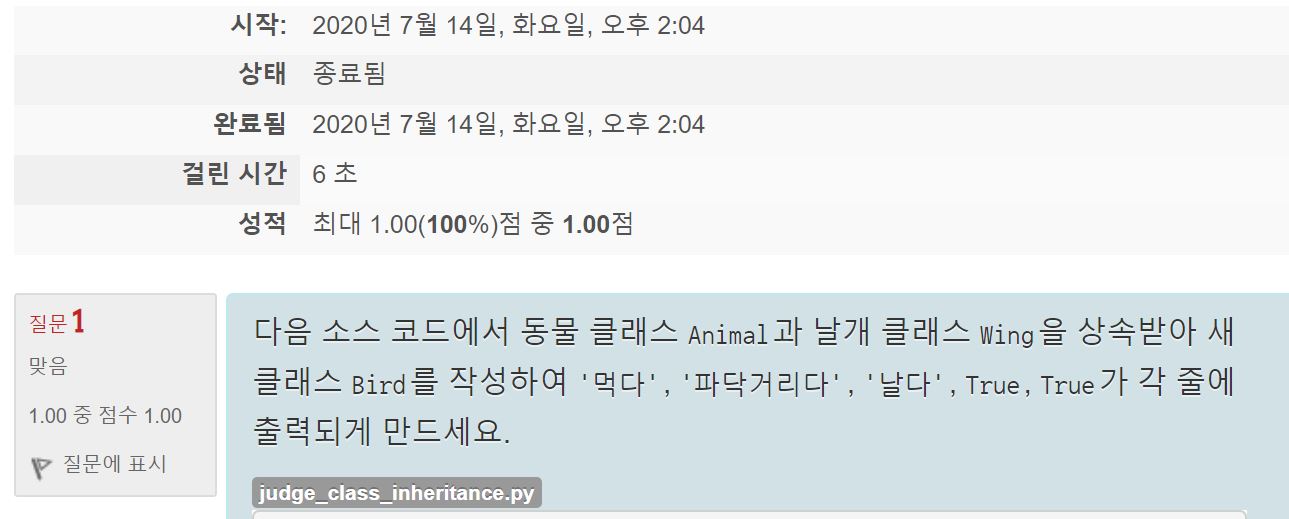 시작: 2020년 7월 14일, 화요일, 오후 2:04
상태 종료됨
완료됨 2020년 7월 14일, 화요일, 오후 2:04
걸린 시간 6 초
성적 최대 1.00(100%)점 중 1.00점
질문 1
맞음
1.00 중 점수 1.00
질문에 표시
다음 소스 코드에서 동물 클래스 Animal과 날개 클래스 Wing을 상속받아 새
클래스 Bird를 작성하여 '먹다', '파닥거리다', '날다', True, True가 각 줄에
출력되게 만드세요.
judge_class_inheritance.py